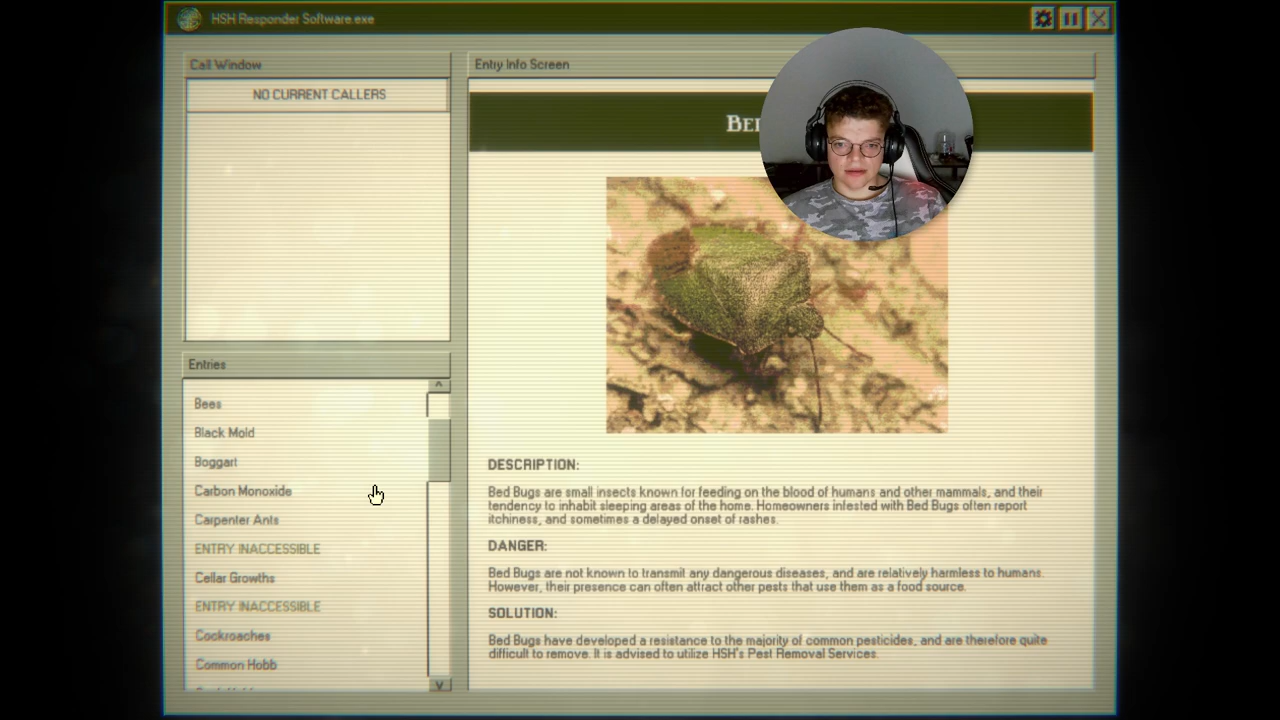 HSH Responder Software.exe
Call Window
NO CURRENT CALLERS
Entries
Bees
Black Mold
Boggart
Carbon Monoxide
Carpenter Ants
ENTRY INACCESSIBLE
Cellar Growths
ENTRY INACCESSIBLE
Cockroaches
Common Hobb
Entry Info Screen
DESCRIPTION:
Bed Bugs are small insects known for feeding on the blood of humans and other mammals, and their
tendency to inhabit sleeping areas of the home. Homeowners infested with Bed Bugs often report
itchiness, and sometimes a delayed onset of rashes.
DANGER:
Bed Bugs are not known to transmit any dangerous diseases, and are relatively harmless to humans.
However, their presence can often attract other pests that use them as a food source.
SOLUTION:
Bed Bugs have developed a resistance to the majority of common pesticides, and are therefore quite
difficult to remove. It is advised to utilize HSH's Pest Removal Services.